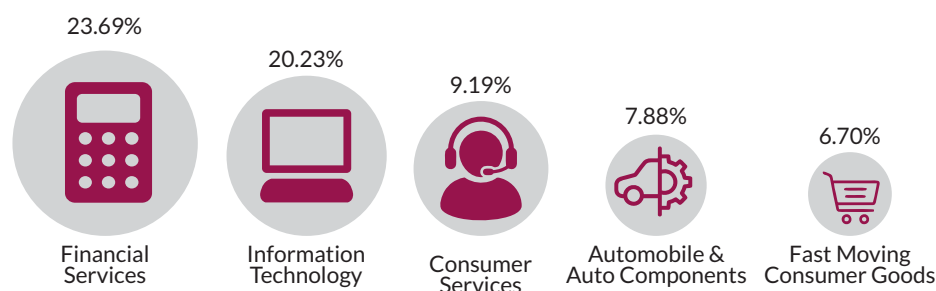 23.69%
Financial
Services
20.23%
Information
Technology
9.19%
Consumer
Services
7.88%
Automobile &
Auto Components
6.70%
Fast Moving
Consumer Goods